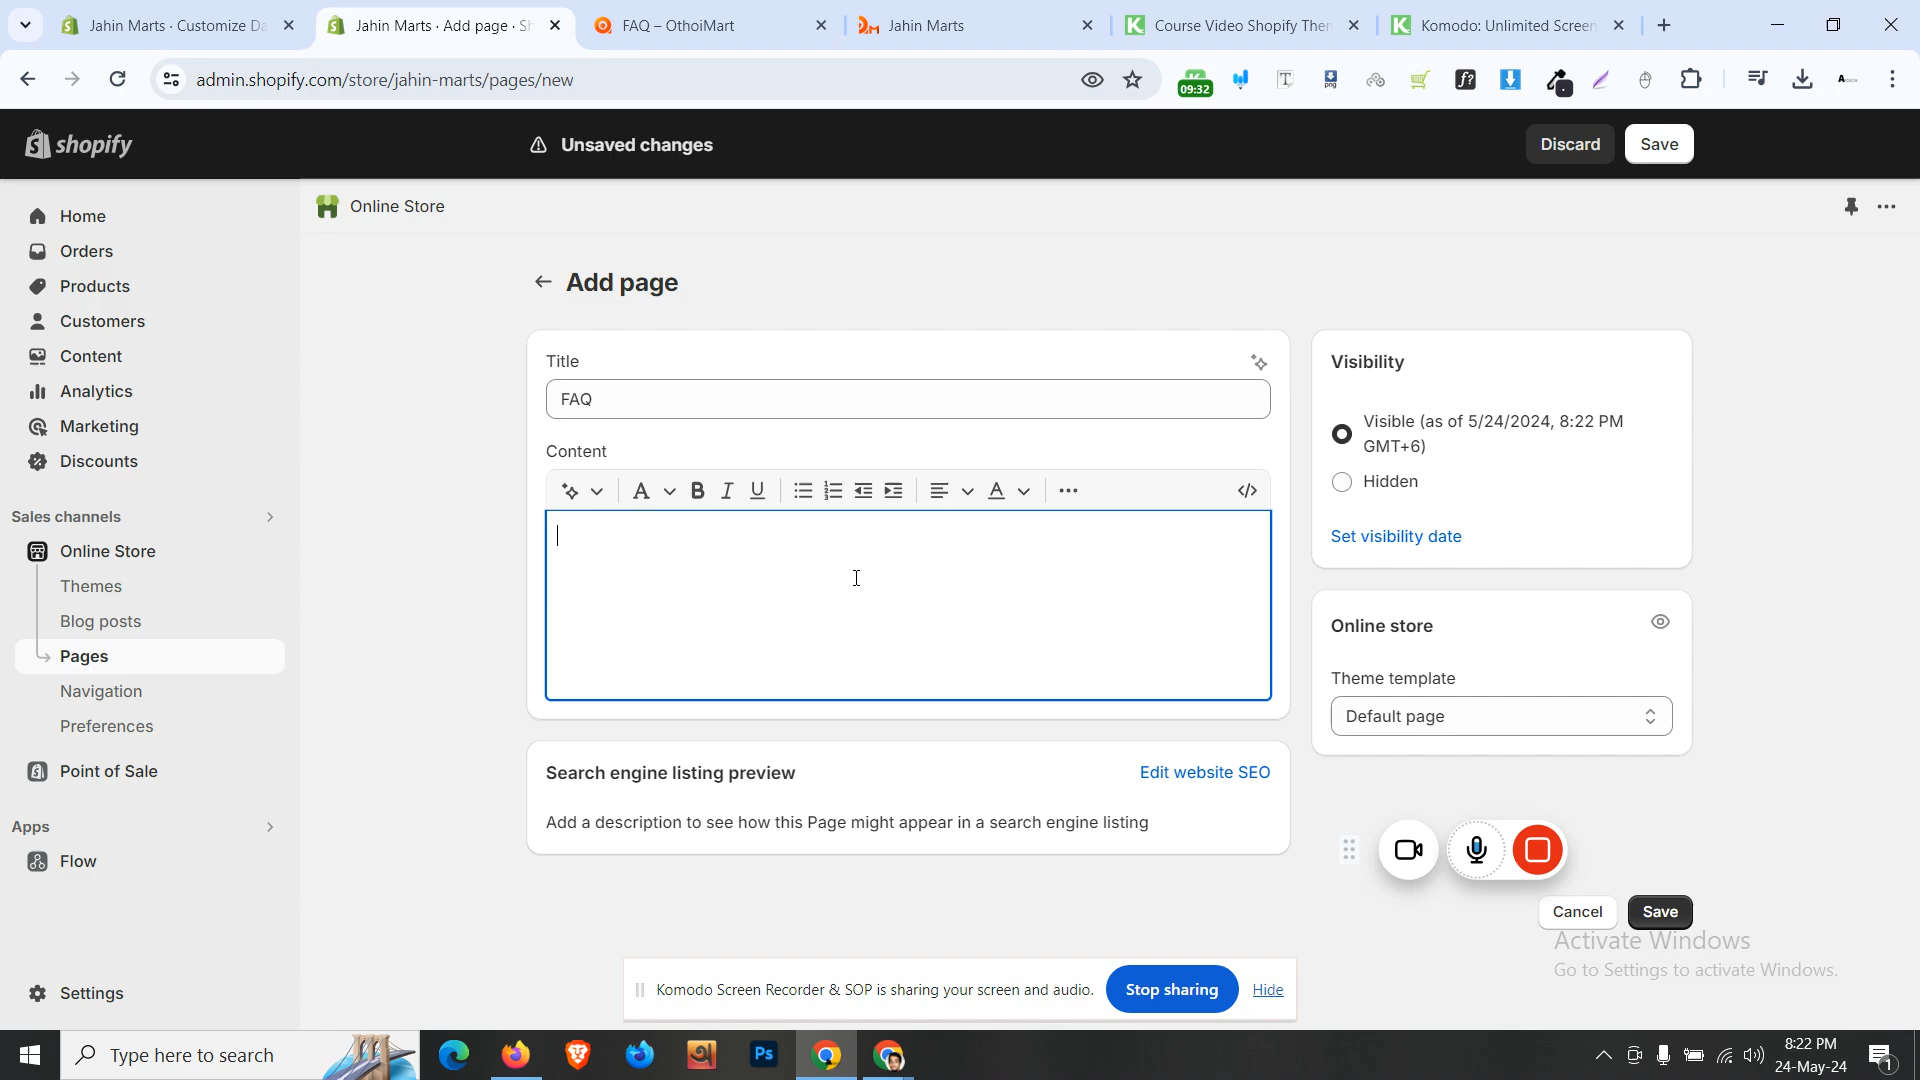 Jahin Marts · Customize Da
Jahin Marts · Add page · Sh
FAQ – OthoiMart
Jahin Marts
Course Video Shopify Then
Komodo: Unlimited Screen
admin.shopify.com/store/jahin-marts/pages/new
09:32
shopify
Unsaved changes
Discard
Save
Home
Orders
Products
Customers
Content
Analytics
Marketing
Discounts
Sales channels
Online Store
Themes
Blog posts
Pages
Navigation
Preferences
Point of Sale
Apps
Flow
Settings
Online Store
Add page
Title
FAQ
Content
Search engine listing preview
Edit website SEO
Add a description to see how this Page might appear in a search engine listing
Visibility
Visible (as of 5/24/2024, 8:22 PM
GMT+6)
Hidden
Set visibility date
Online store
Theme template
Default page
Cancel
Save
Activate Windows
Go to Settings to activate Windows.
Komodo Screen Recorder & SOP is sharing your screen and audio.
Stop sharing
Hide
Type here to search
Ps
8:22 PM
24-May-24
1